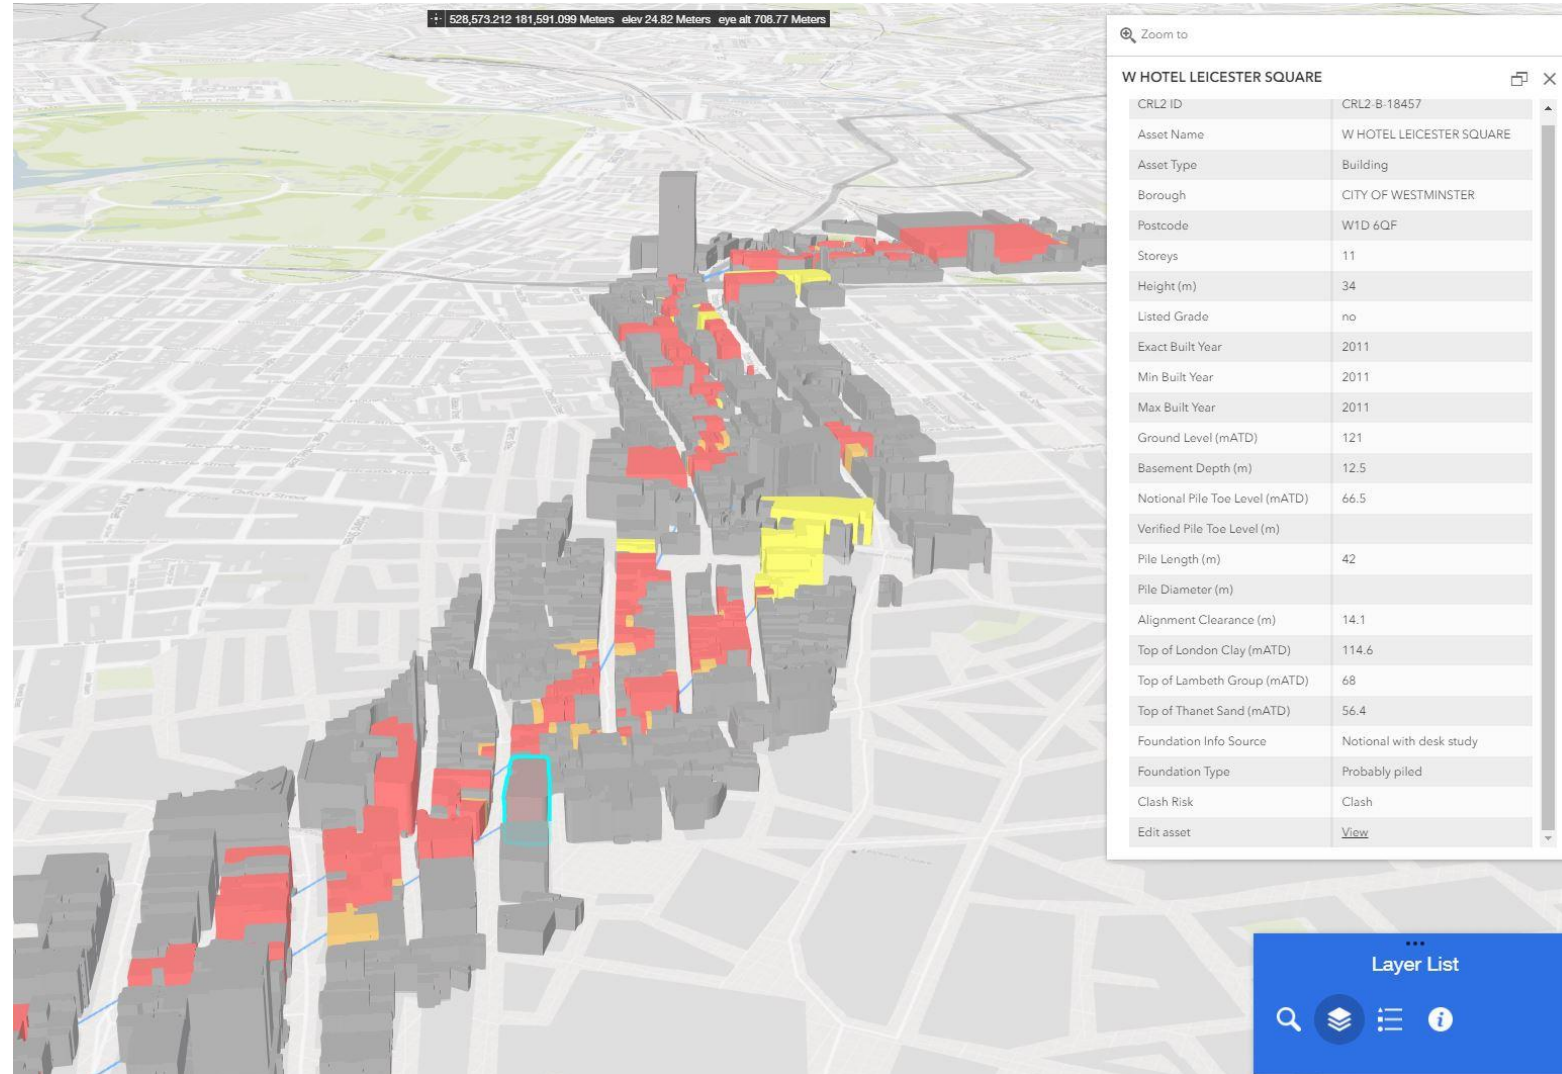 528,573.212 181,591.099 Meters elev 24.82 Meters eye alt 708.77 Meters
Zoom to
W HOTEL LEICESTER SQUARE
CRL2 ID CRL2-B-18457
Asset Name W HOTEL LEICESTER SQUARE
Asset Type Building
Borough CITY OF WESTMINSTER
Postcode W1D 6QF
Storeys 11
Height (m) 34
Listed Grade no
Exact Built Year 2011
Min Built Year 2011
Max Built Year 2011
Ground Level (mATD) 121
Basement Depth (m) 12.5
Notional Pile Toe Level (mATD) 66.5
Verified Pile Toe Level (m)
Pile Length (m) 42
Pile Diameter (m)
Alignment Clearance (m) 14.1
Top of London Clay (mATD) 114.6
Top of Lambeth Group (mATD) 68
Top of Thanet Sand (mATD) 56.4
Foundation Info Source Notional with desk study
Foundation Type Probably piled
Clash Risk Clash
Edit asset View
Layer List